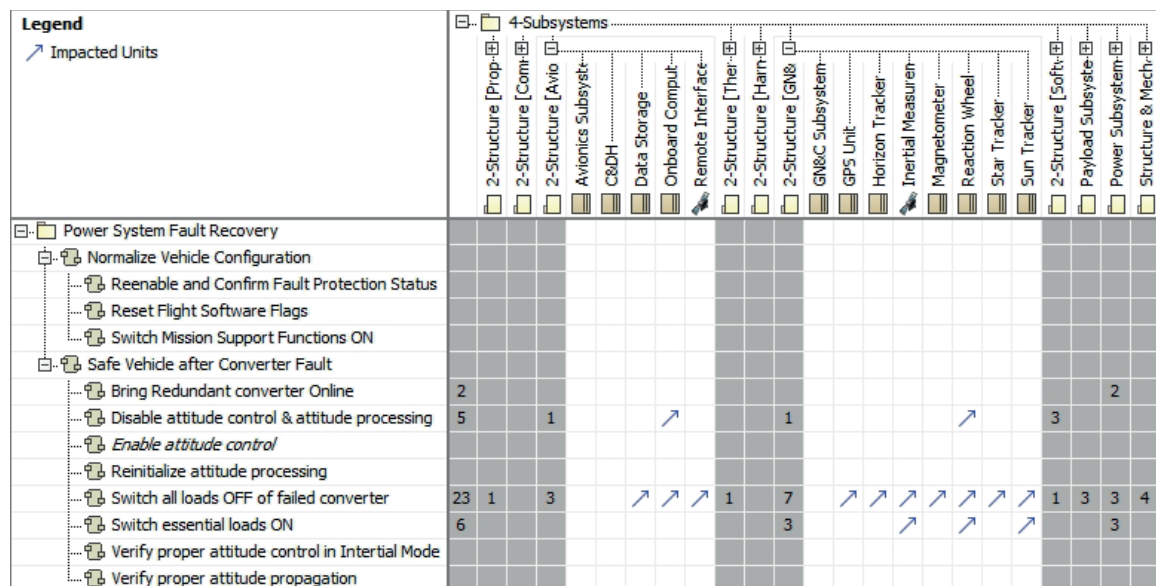 Legend
Impacted Units
4-Subsystems
2-Structure [Prop
2-Structure [Com
2-Structure [Avio
Avionics Subsyste
C&DH
Data Storage
Onboard Comput
Remote Interface
2-Structure [Ther
2-Structure [Harn
2-Structure [GN&
GN&C Subsystem
GPS Unit
Horizon Tracker
Inertial Measuren
Magnetometer
Reaction Wheel
Star Tracker
Sun Tracker
2-Structure [Soft
Payload Subsyste
Power Subsystem
Structure & Mech
Power System Fault Recovery
Normalize Vehicle Configuration
Reenable and Confirm Fault Protection Status
Reset Flight Software Flags
Switch Mission Support Functions ON
Safe Vehicle after Converter Fault
Bring Redundant converter Online 2 2
Disable attitude control & attitude processing 5 1 1 3
Enable attitude control
Reinitialize attitude processing
Switch all loads OFF of failed converter 23 1 3 1 7 1 3 3 4
Switch essential loads ON 6 3 3
Verify proper attitude control in Intertial Mode
Verify proper attitude propagation